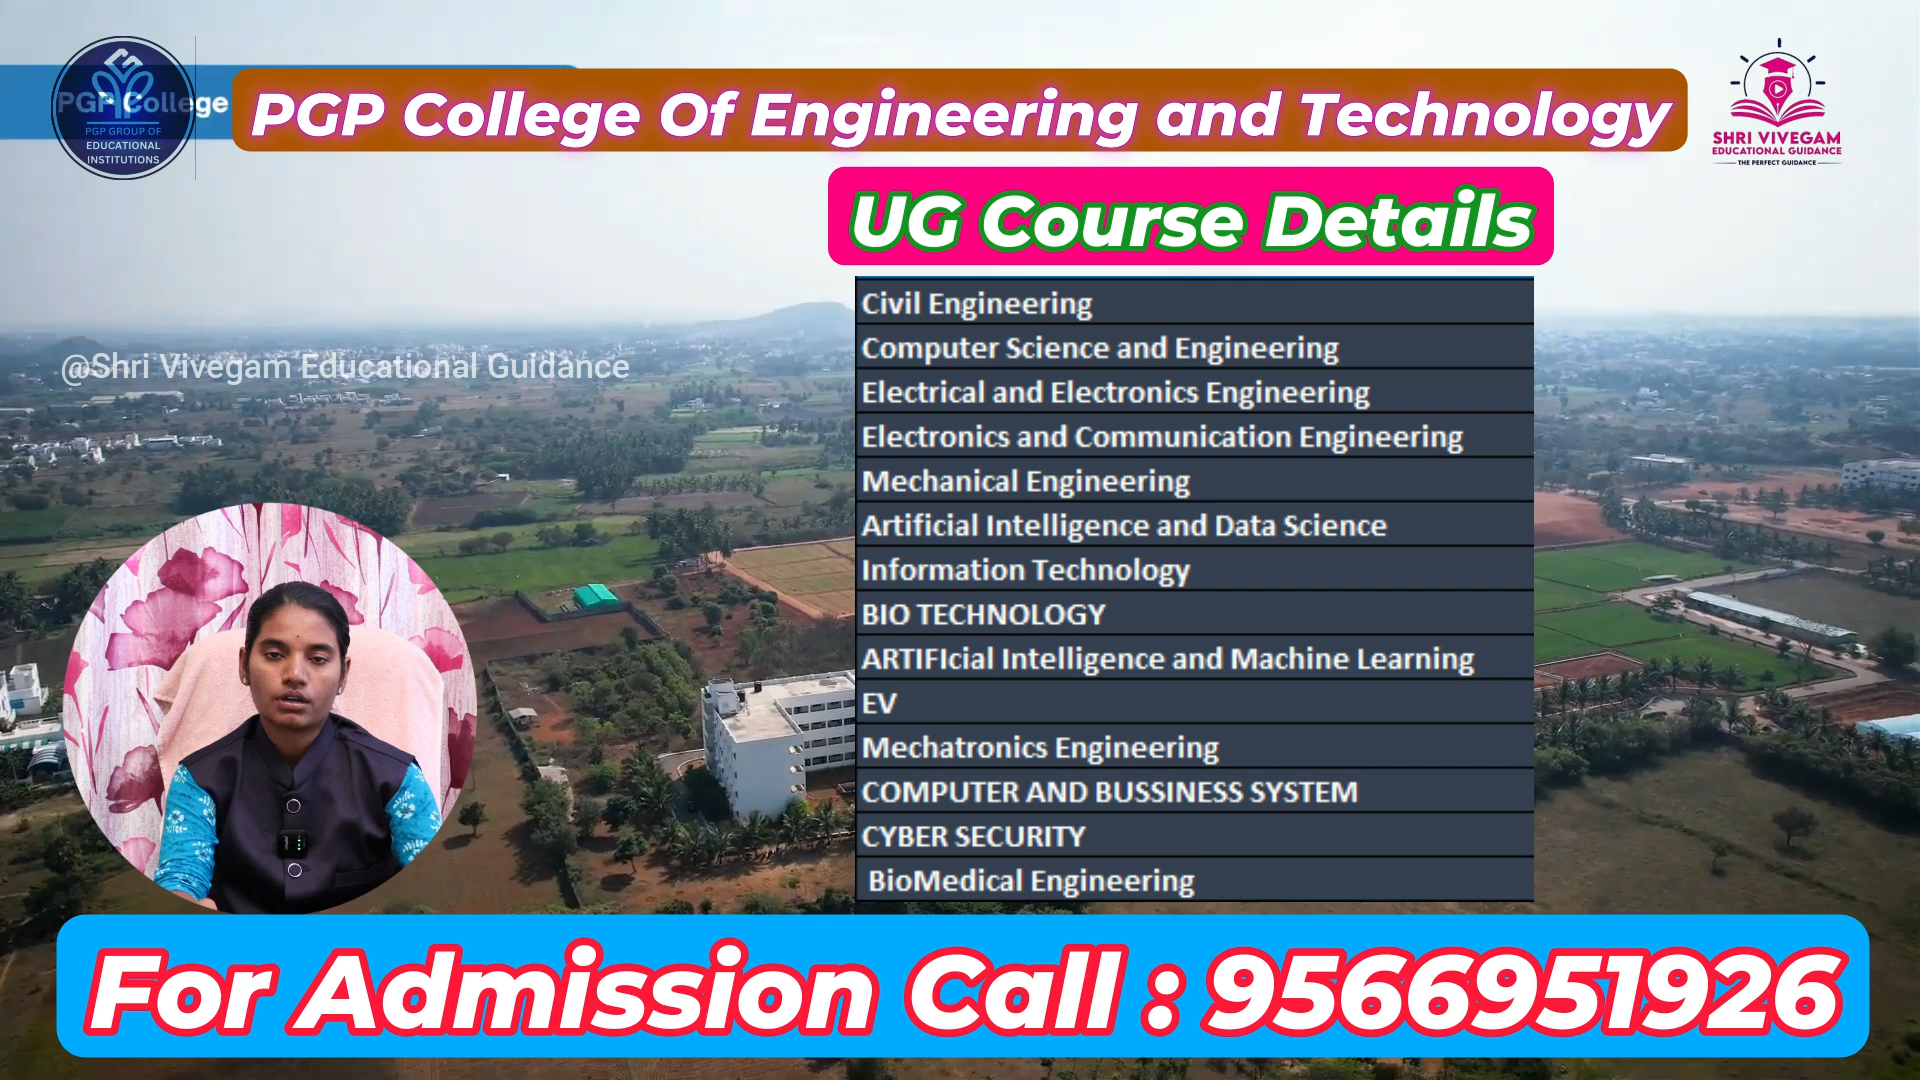 PGP College
PGP GROUP OF
EDUCATIONAL
INSTITUTIONS
PGP College Of Engineering and Technology
SHRI VIVEGAM
EDUCATIONAL GUIDANCE
THE PERFECT GUIDANCE
UG Course Details
Civil Engineering
Computer Science and Engineering
Electrical and Electronics Engineering
Electronics and Communication Engineering
Mechanical Engineering
Artificial Intelligence and Data Science
Information Technology
BIO TECHNOLOGY
ARTIFIcial Intelligence and Machine Learning
EV
Mechatronics Engineering
COMPUTER AND BUSSINESS SYSTEM
CYBER SECURITY
BioMedical Engineering
@Shri Vivegam Educational Guidance
For Admission Call : 9566951926